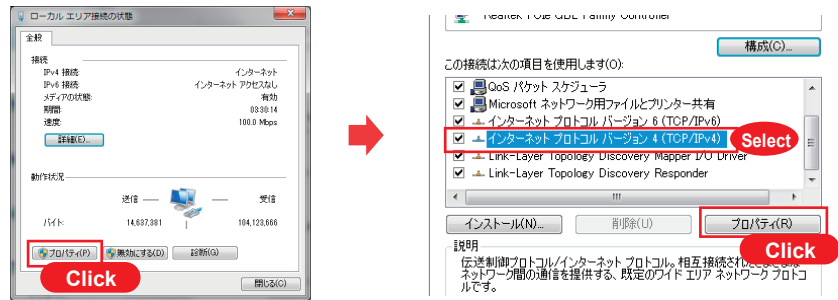 ローカル エリア接続の状態
全般
接続
IPv4 接続: インターネット
IPv6 接続: インターネット アクセスなし
メディアの状態: 有効
期間: 03:30:14
速度: 100.0 Mbps
詳細(E)...
動作状況
送信 — — 受信
バイト: 14,637,381 104,123,666
プロパティ(P) 無効にする(D) 診断(G)
Click
閉じる(C)
Realtek PCIe GBE Family Controller
構成(C)...
この接続は次の項目を使用します(O):
QoS パケット スケジューラ
Microsoft ネットワーク用ファイルとプリンター共有
インターネット プロトコル バージョン 6 (TCP/IPv6)
インターネット プロトコル バージョン 4 (TCP/IPv4) Select
Link-Layer Topology Discovery Mapper I/O Driver
Link-Layer Topology Discovery Responder
インストール(N)... 削除(U) プロパティ(R)
説明
Click
伝送制御プロトコル/インターネット プロトコル。相互接続された
ネットワーク間の通信を提供する、既定のワイド エリア ネットワーク プロトコ
ルです。